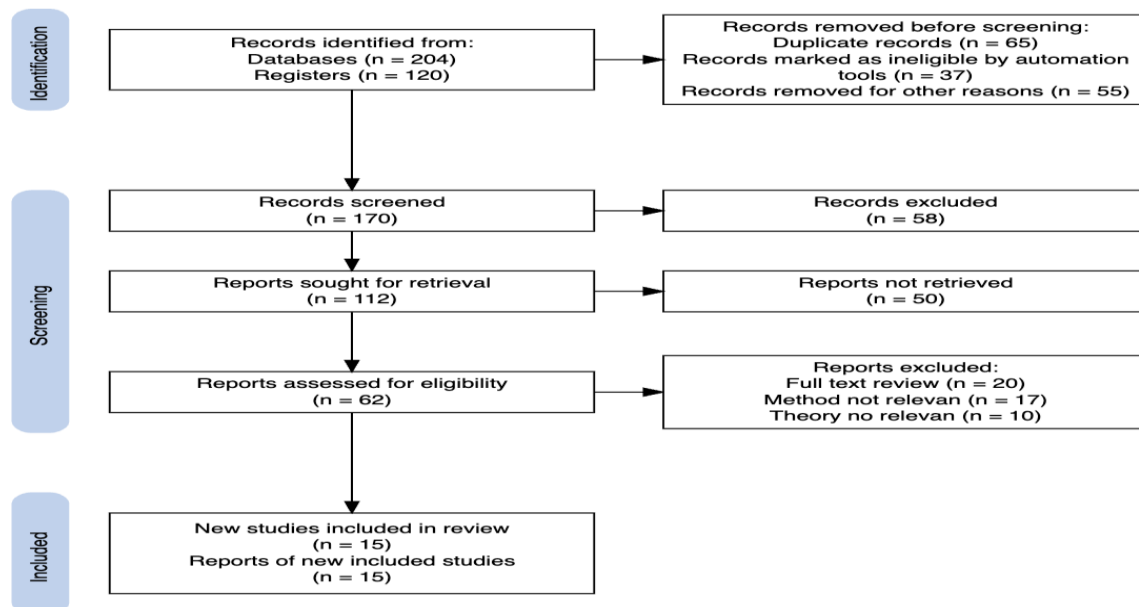 Identification
Records identified from:
Databases (n = 204)
Registers (n = 120)
Records removed before screening:
Duplicate records (n = 65)
Records marked as ineligible by automation
tools (n = 37)
Records removed for other reasons (n = 55)
Screening
Records screened
(n = 170)
Records excluded
(n = 58)
Reports sought for retrieval
(n = 112)
Reports not retrieved
(n = 50)
Reports assessed for eligibility
(n = 62)
Reports excluded:
Full text review (n = 20)
Method not relevan (n = 17)
Theory no relevan (n = 10)
Included
New studies included in review
(n = 15)
Reports of new included studies
(n = 15)